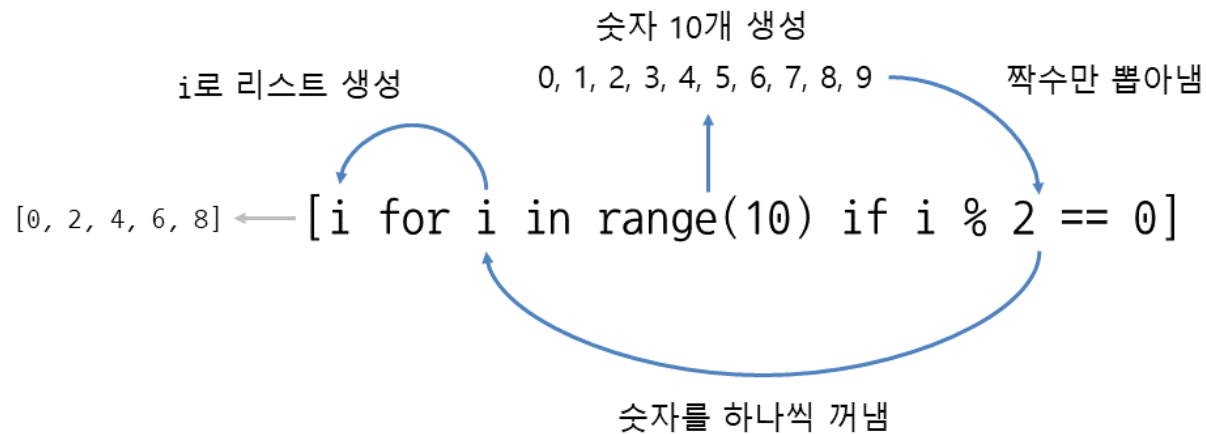 숫자 10개 생성
i로 리스트 생성
0, 1, 2, 3, 4, 5, 6, 7, 8, 9
짝수만 뽑아냄
[0, 2, 4, 6, 8]
[i for i in range(10) if i % 2 == 0]
숫자를 하나씩 꺼냄